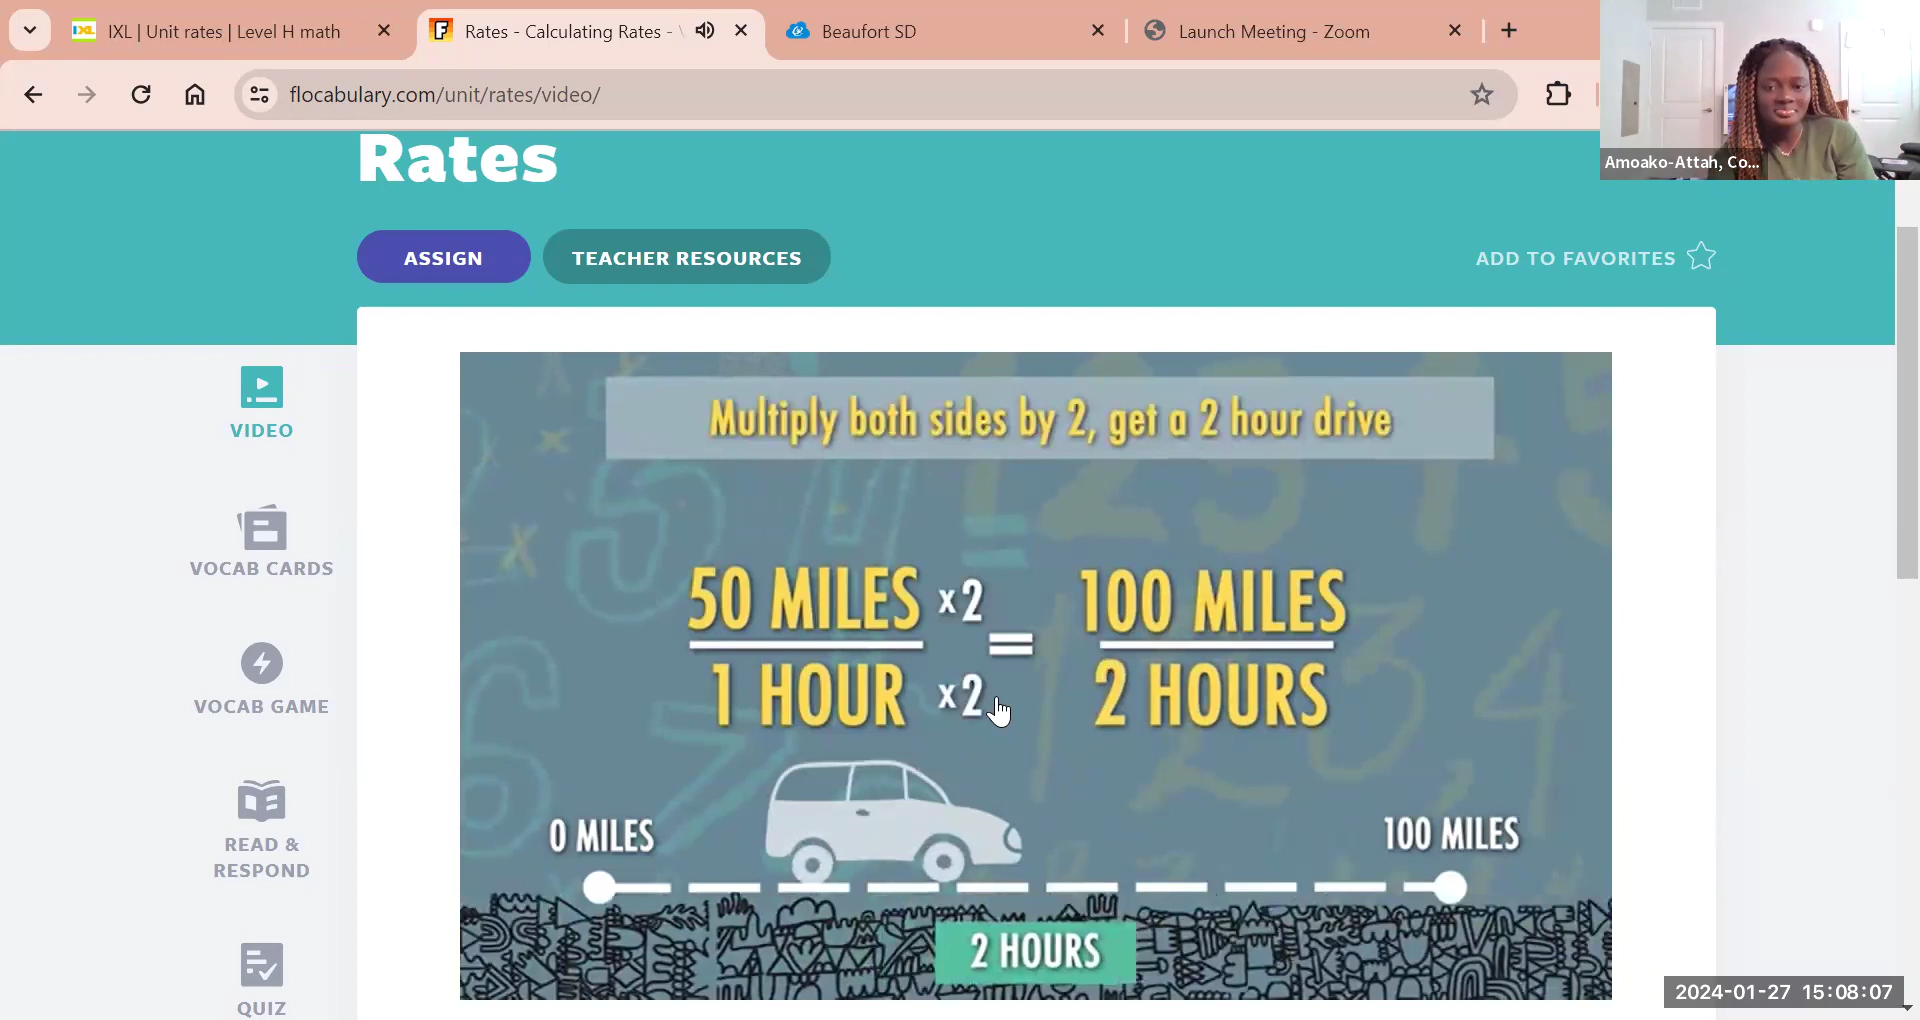 IXL | Unit rates | Level H math
Rates - Calculating Rates -
Beaufort SD
Launch Meeting - Zoom
flocabulary.com/unit/rates/video/
Amoako-Attah, Co...
Rates
ASSIGN
TEACHER RESOURCES
ADD TO FAVORITES
VIDEO
VOCAB CARDS
VOCAB GAME
READ &
RESPOND
QUIZ
Multiply both sides by 2, get a 2 hour drive
50 MILES x2 = 100 MILES
1 HOUR x2 2 HOURS
0 MILES
100 MILES
2 HOURS
2024-01-27 15:08:07